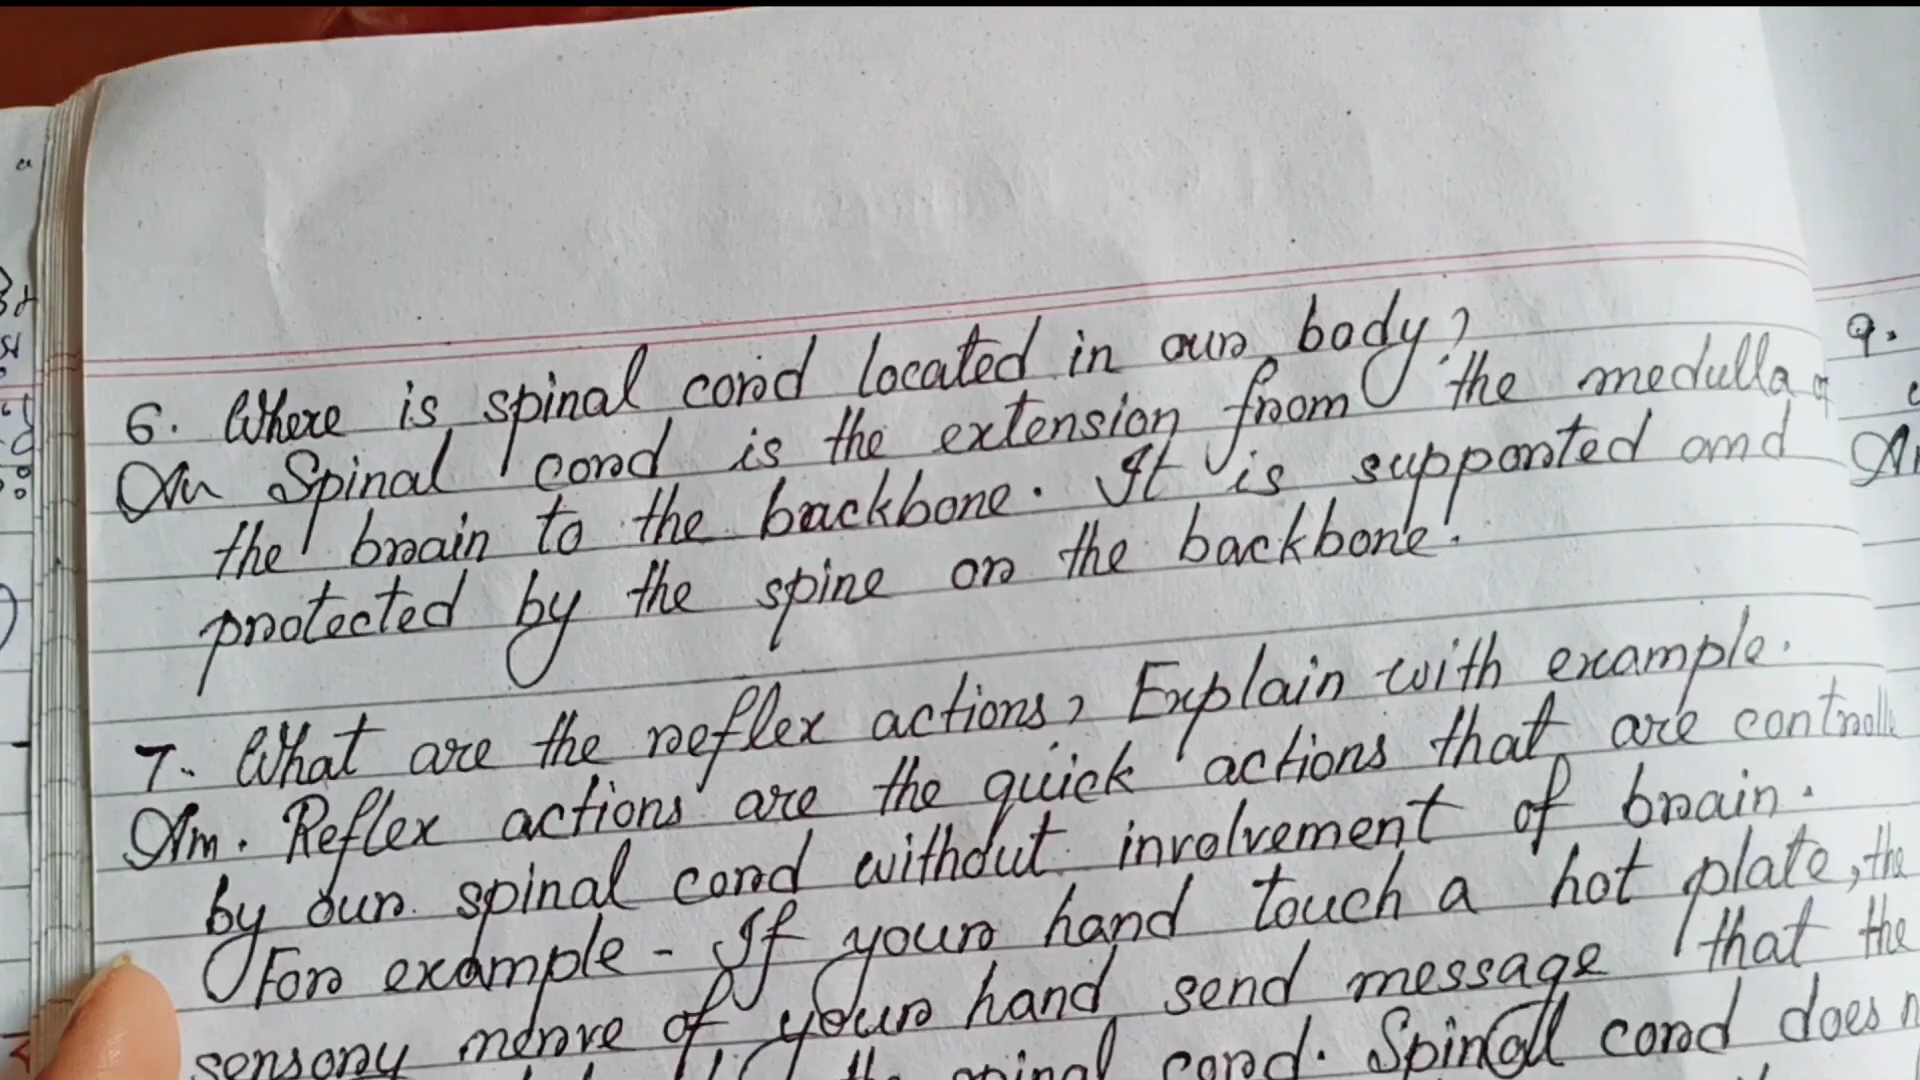 6. Where is spinal cord located in our body?
Ans Spinal cord is the extension from the medulla of
the brain to the backbone. It is supported and
protected by the spine or the backbone.
7. What are the reflex actions? Explain with example.
Ans. Reflex actions are the quick actions that are controlle
by our spinal cord without involvement of brain.
For example - If your hand touch a hot plate, the
sensory nerve of your hand send message that the
the spinal cord. Spinal cord does n
9.